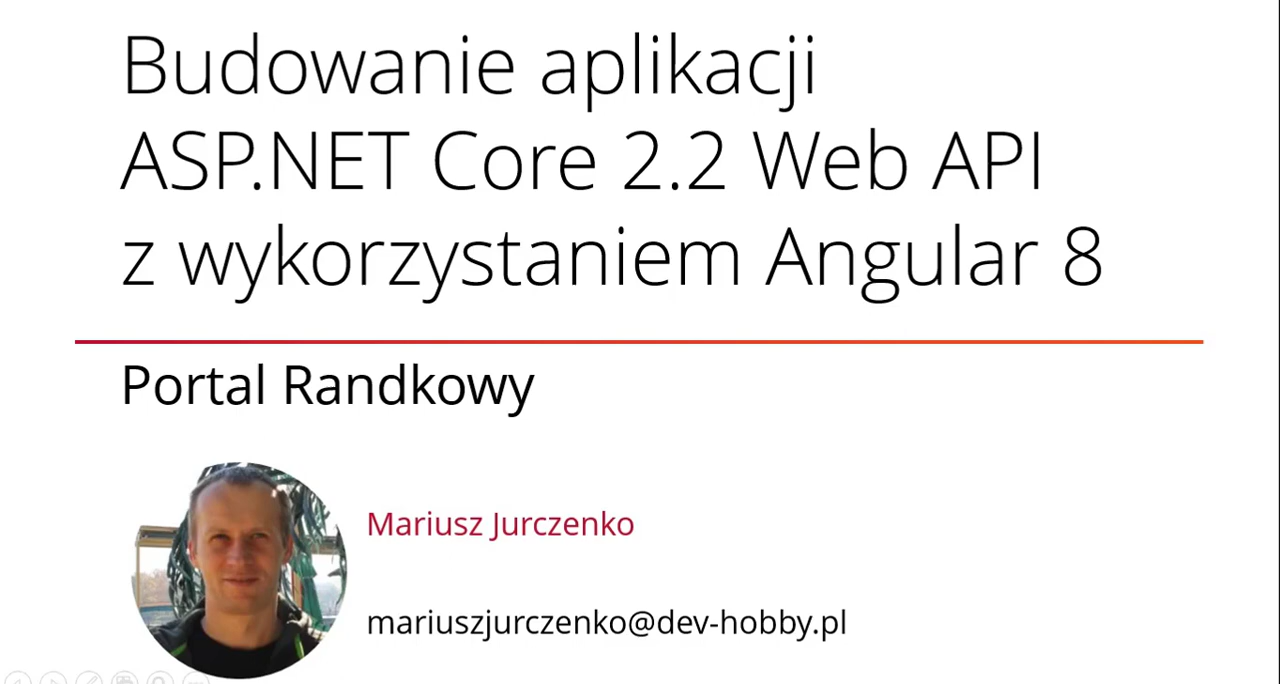 Budowanie aplikacji
ASP.NET Core 2.2 Web API
z wykorzystaniem Angular 8
Portal Randkowy
Mariusz Jurczenko
mariuszjurczenko@dev-hobby.pl